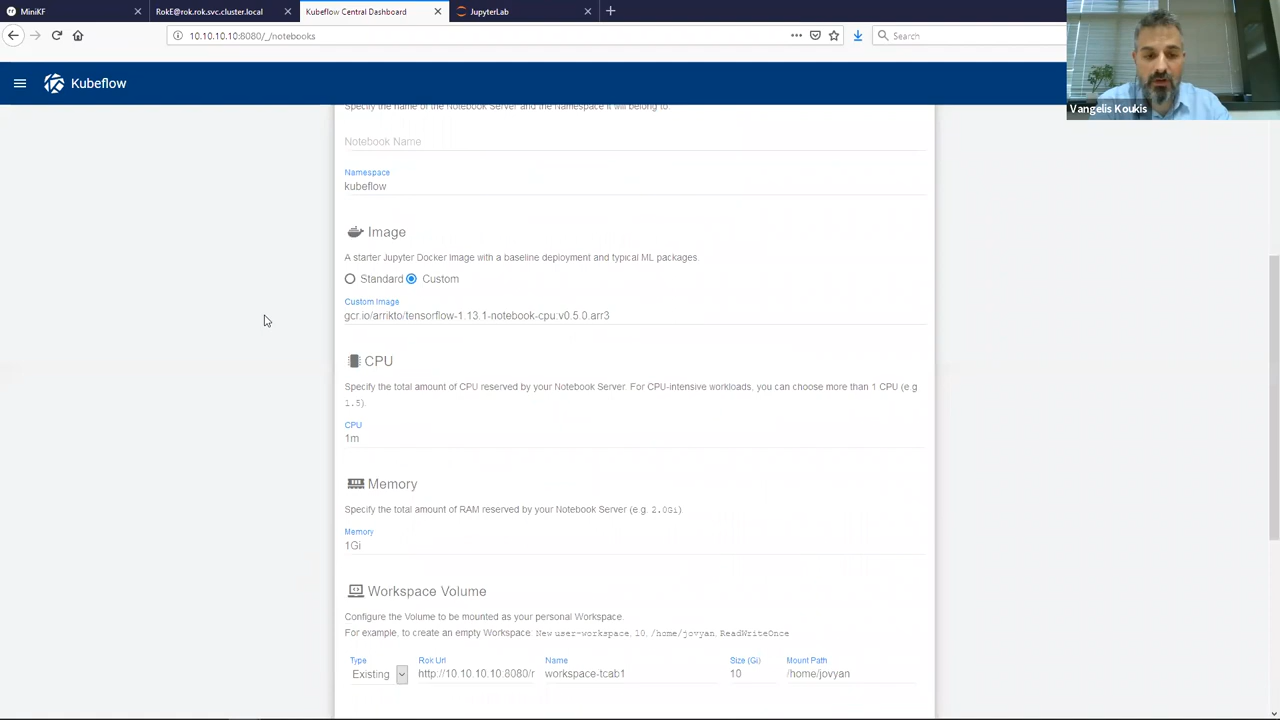 MiniKF
RokE@rok.rok.svc.cluster.local
Kubeflow Central Dashboard
JupyterLab
10.10.10.10:8080/_/notebooks
Search
Kubeflow
Vangelis Koukis
Specify the name of the Notebook Server and the Namespace it will belong to.
Notebook Name
Namespace
kubeflow
Image
A starter Jupyter Docker Image with a baseline deployment and typical ML packages.
Standard Custom
Custom Image
gcr.io/arrikto/tensorflow-1.13.1-notebook-cpu:v0.5.0.arr3
CPU
Specify the total amount of CPU reserved by your Notebook Server. For CPU-intensive workloads, you can choose more than 1 CPU (e.g.
1.5).
CPU
1m
Memory
Specify the total amount of RAM reserved by your Notebook Server (e.g. 2.0Gi)
Memory
1Gi
Workspace Volume
Configure the Volume to be mounted as your personal Workspace.
For example, to create an empty Workspace: New user-workspace, 10, /home/jovyan, ReadWriteOnce
Type Rok Url Name Size (Gi) Mount Path
Existing http://10.10.10.10:8080/r workspace-tcab1 10 /home/jovyan